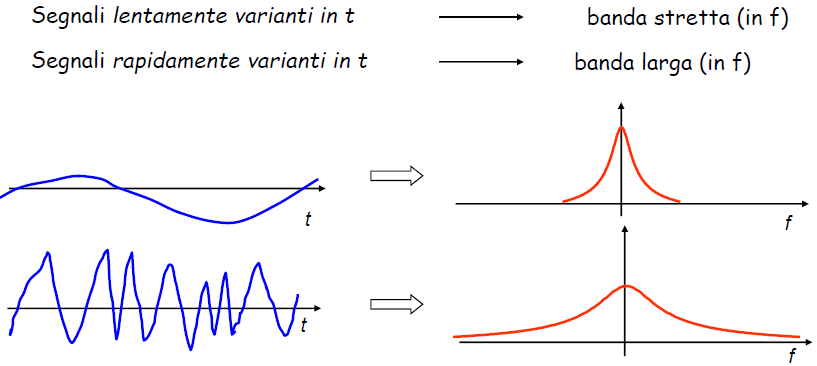 Segnali lentamente varianti in t banda stretta (in f)
Segnali rapidamente varianti in t banda larga (in f)
t
f
t
f